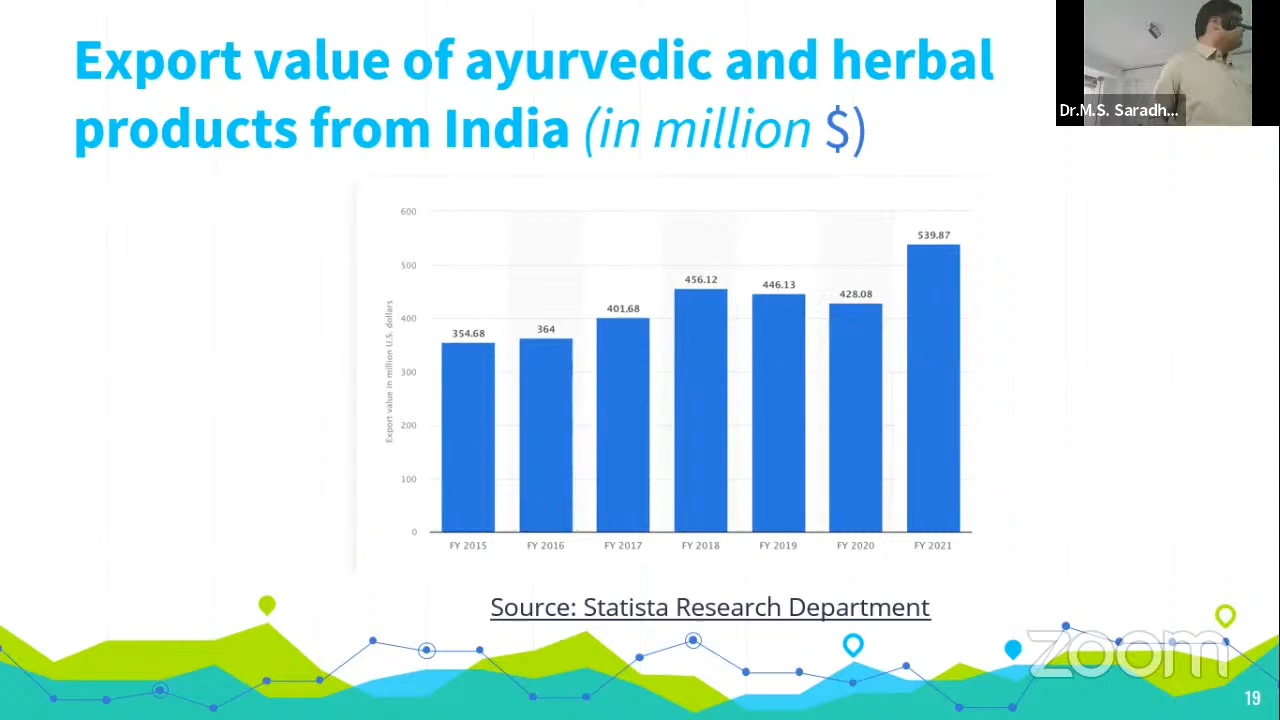 Export value of ayurvedic and herbal
products from India (in million $)
Dr.M.S. Saradh...
Export value in million U.S. dollars
600
500
400
300
200
100
0
354.68
364
401.68
456.12
446.13
428.08
539.87
FY 2015
FY 2016
FY 2017
FY 2018
FY 2019
FY 2020
FY 2021
Source: Statista Research Department
zoom
19